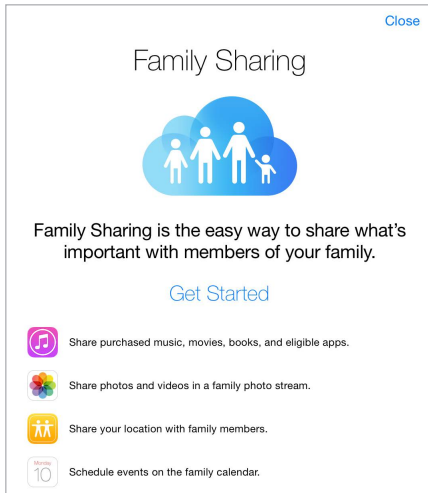 Close
Family Sharing
Family Sharing is the easy way to share what's
important with members of your family.
Get Started
Share purchased music, movies, books, and eligible apps.
Share photos and videos in a family photo stream.
Share your location with family members.
Monday
10
Schedule events on the family calendar.